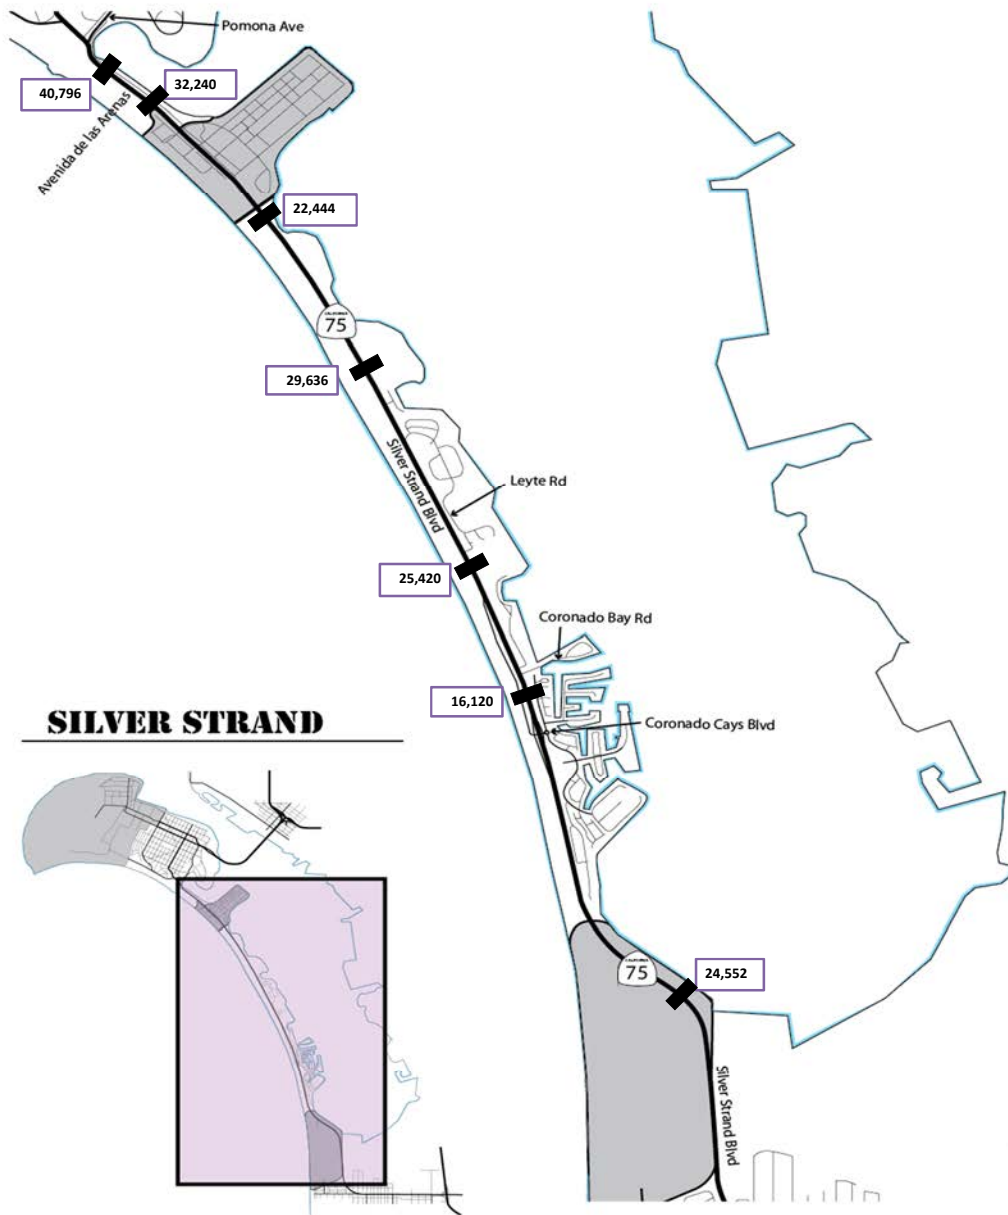 Pomona Ave
32,240
40,796
Avenida de las Arenas
22,444
CALIFORNIA
75
29,636
Silver Strand Blvd
Leyte Rd
25,420
Coronado Bay Rd
16,120
Coronado Cays Blvd
SILVER STRAND
CALIFORNIA
75
24,552
Silver Strand Blvd